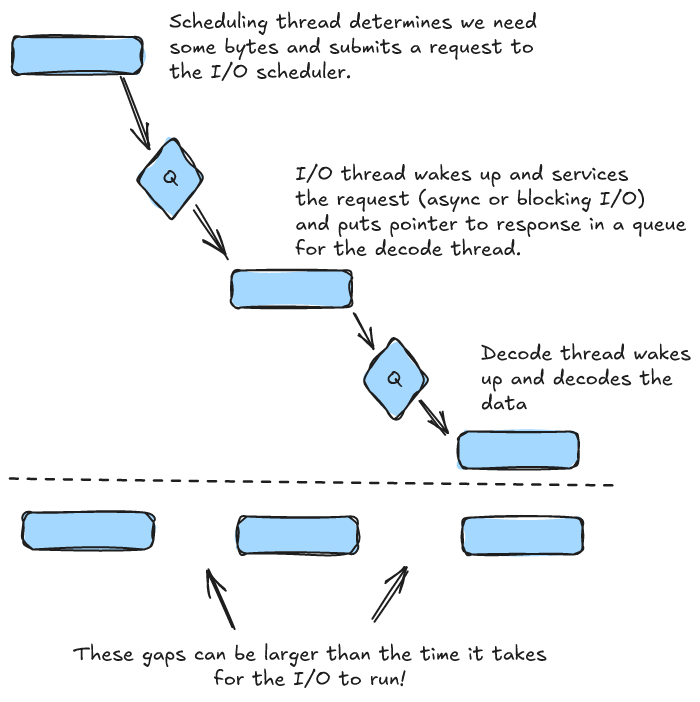 Scheduling thread determines we need
some bytes and submits a request to
the I/O scheduler.
Q
I/O thread wakes up and services
the request (async or blocking I/O)
and puts pointer to response in a queue
for the decode thread.
Q
Decode thread wakes
up and decodes the
data
These gaps can be larger than the time it takes
for the I/O to run!